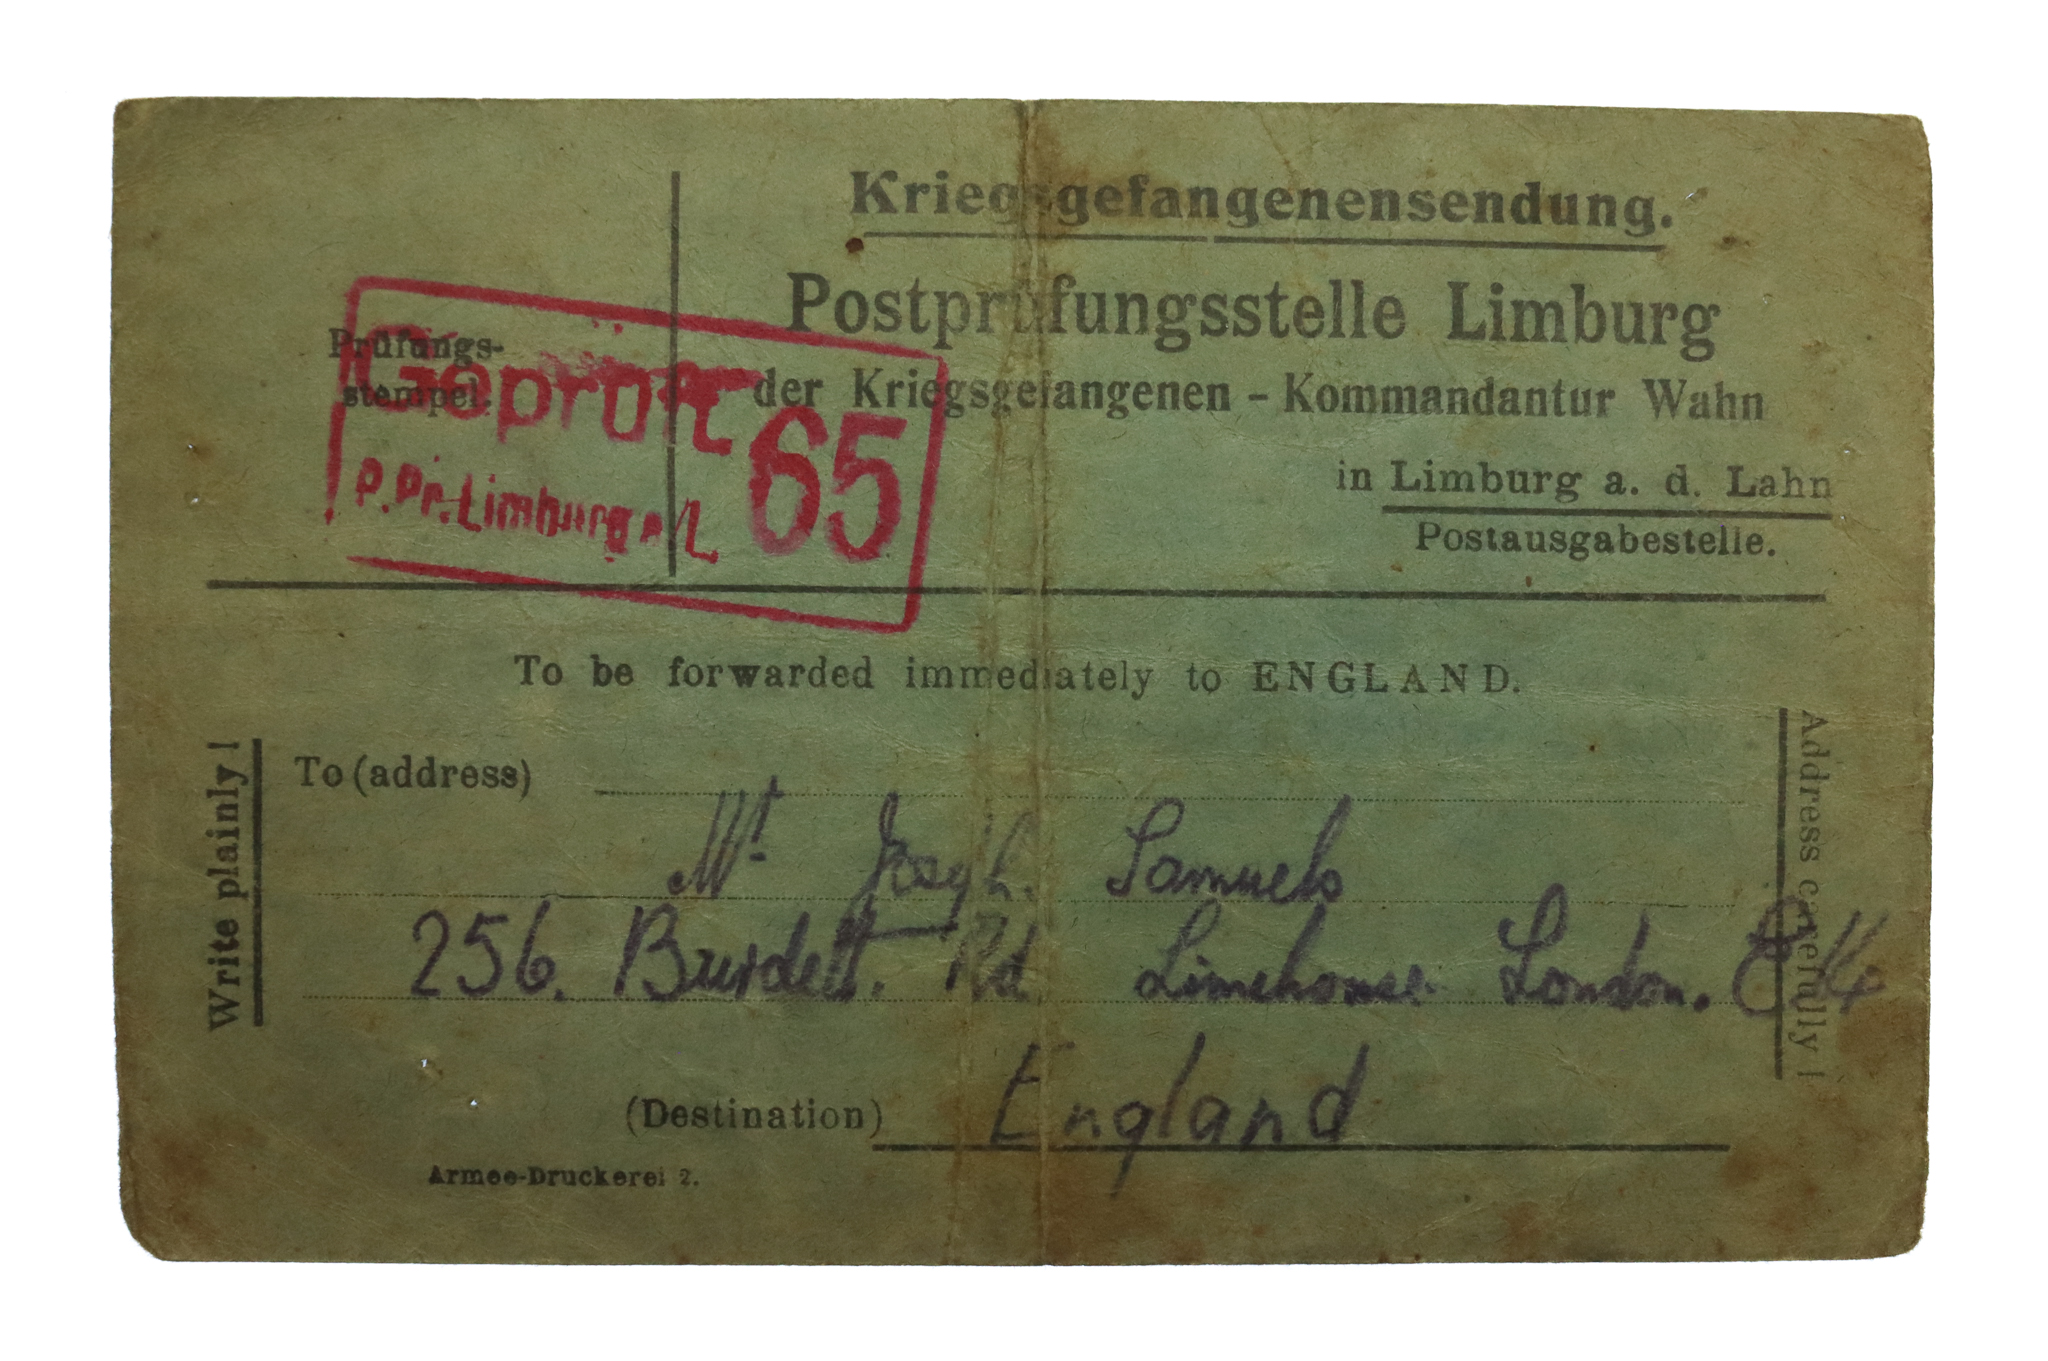 Kriegsgefangenensendung.
Postprüfungsstelle Limburg
der Kriegsgefangenen - Kommandantur Wahn
in Limburg a. d. Lahn
Postausgabestelle.
Prüfungs-
stempel.
Geprüft
65
P. Pr. Limburg a/L
To be forwarded immediately to ENGLAND.
Write plainly!
To (address)
Mr. Joseph. Samuels
256. Burdett. Rd Limehouse London. E 14
Address carefully!
(Destination) England
Armee-Druckerei 2.